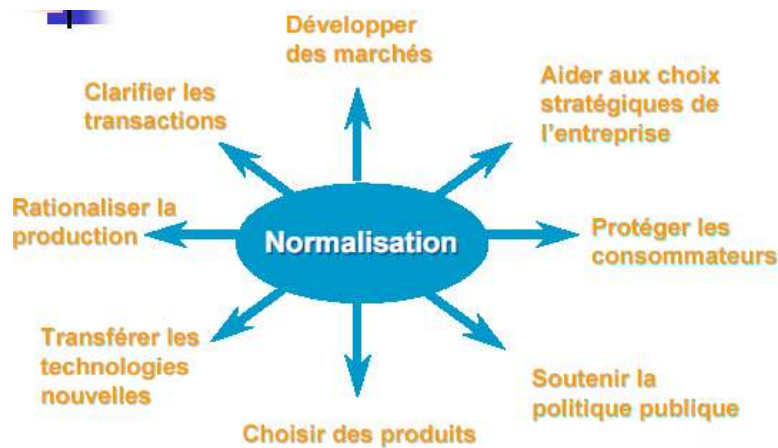 Développer
des marchés
Aider aux choix
stratégiques de
l'entreprise
Clarifier les
transactions
Rationaliser la
production
Normalisation
Protéger les
consommateurs
Transférer les
technologies
nouvelles
Soutenir la
politique publique
Choisir des produits